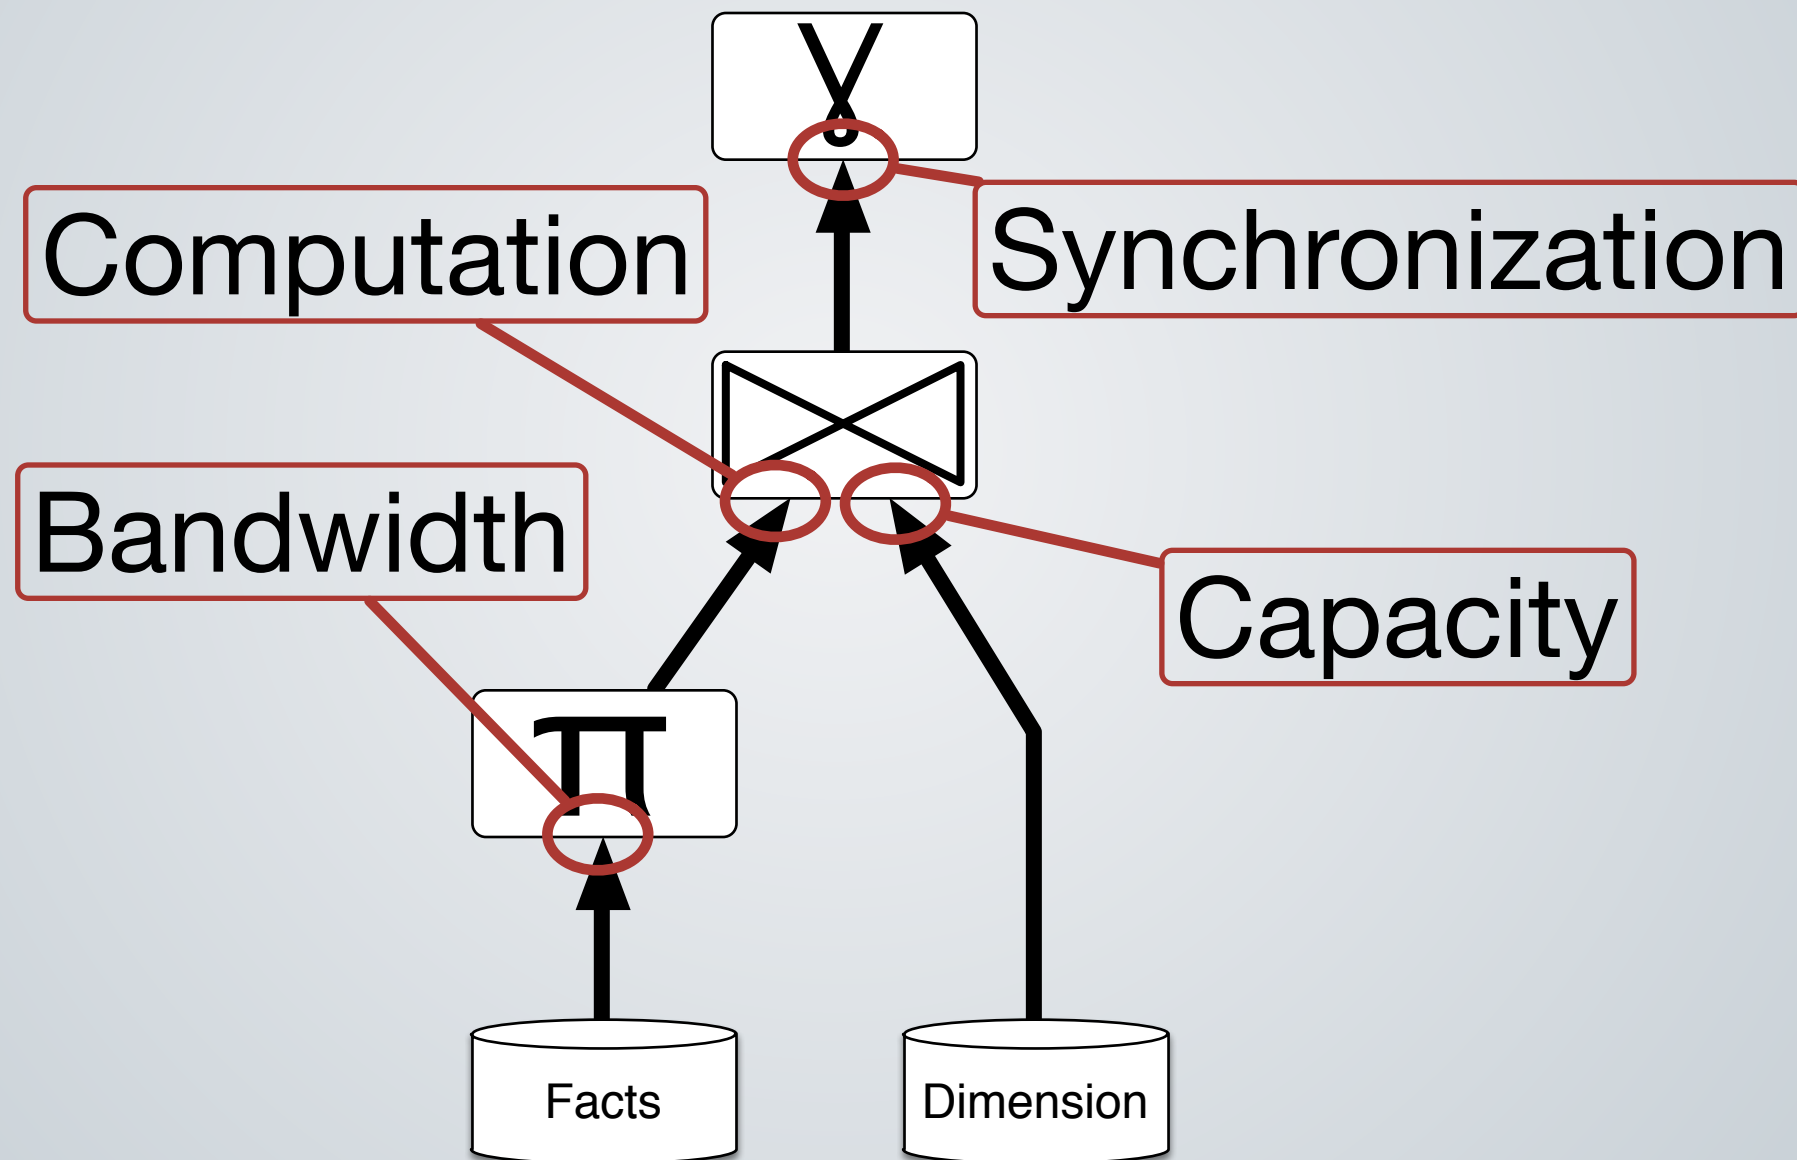 γ
Computation
Synchronization
⋈
Bandwidth
Capacity
π
Facts
Dimension